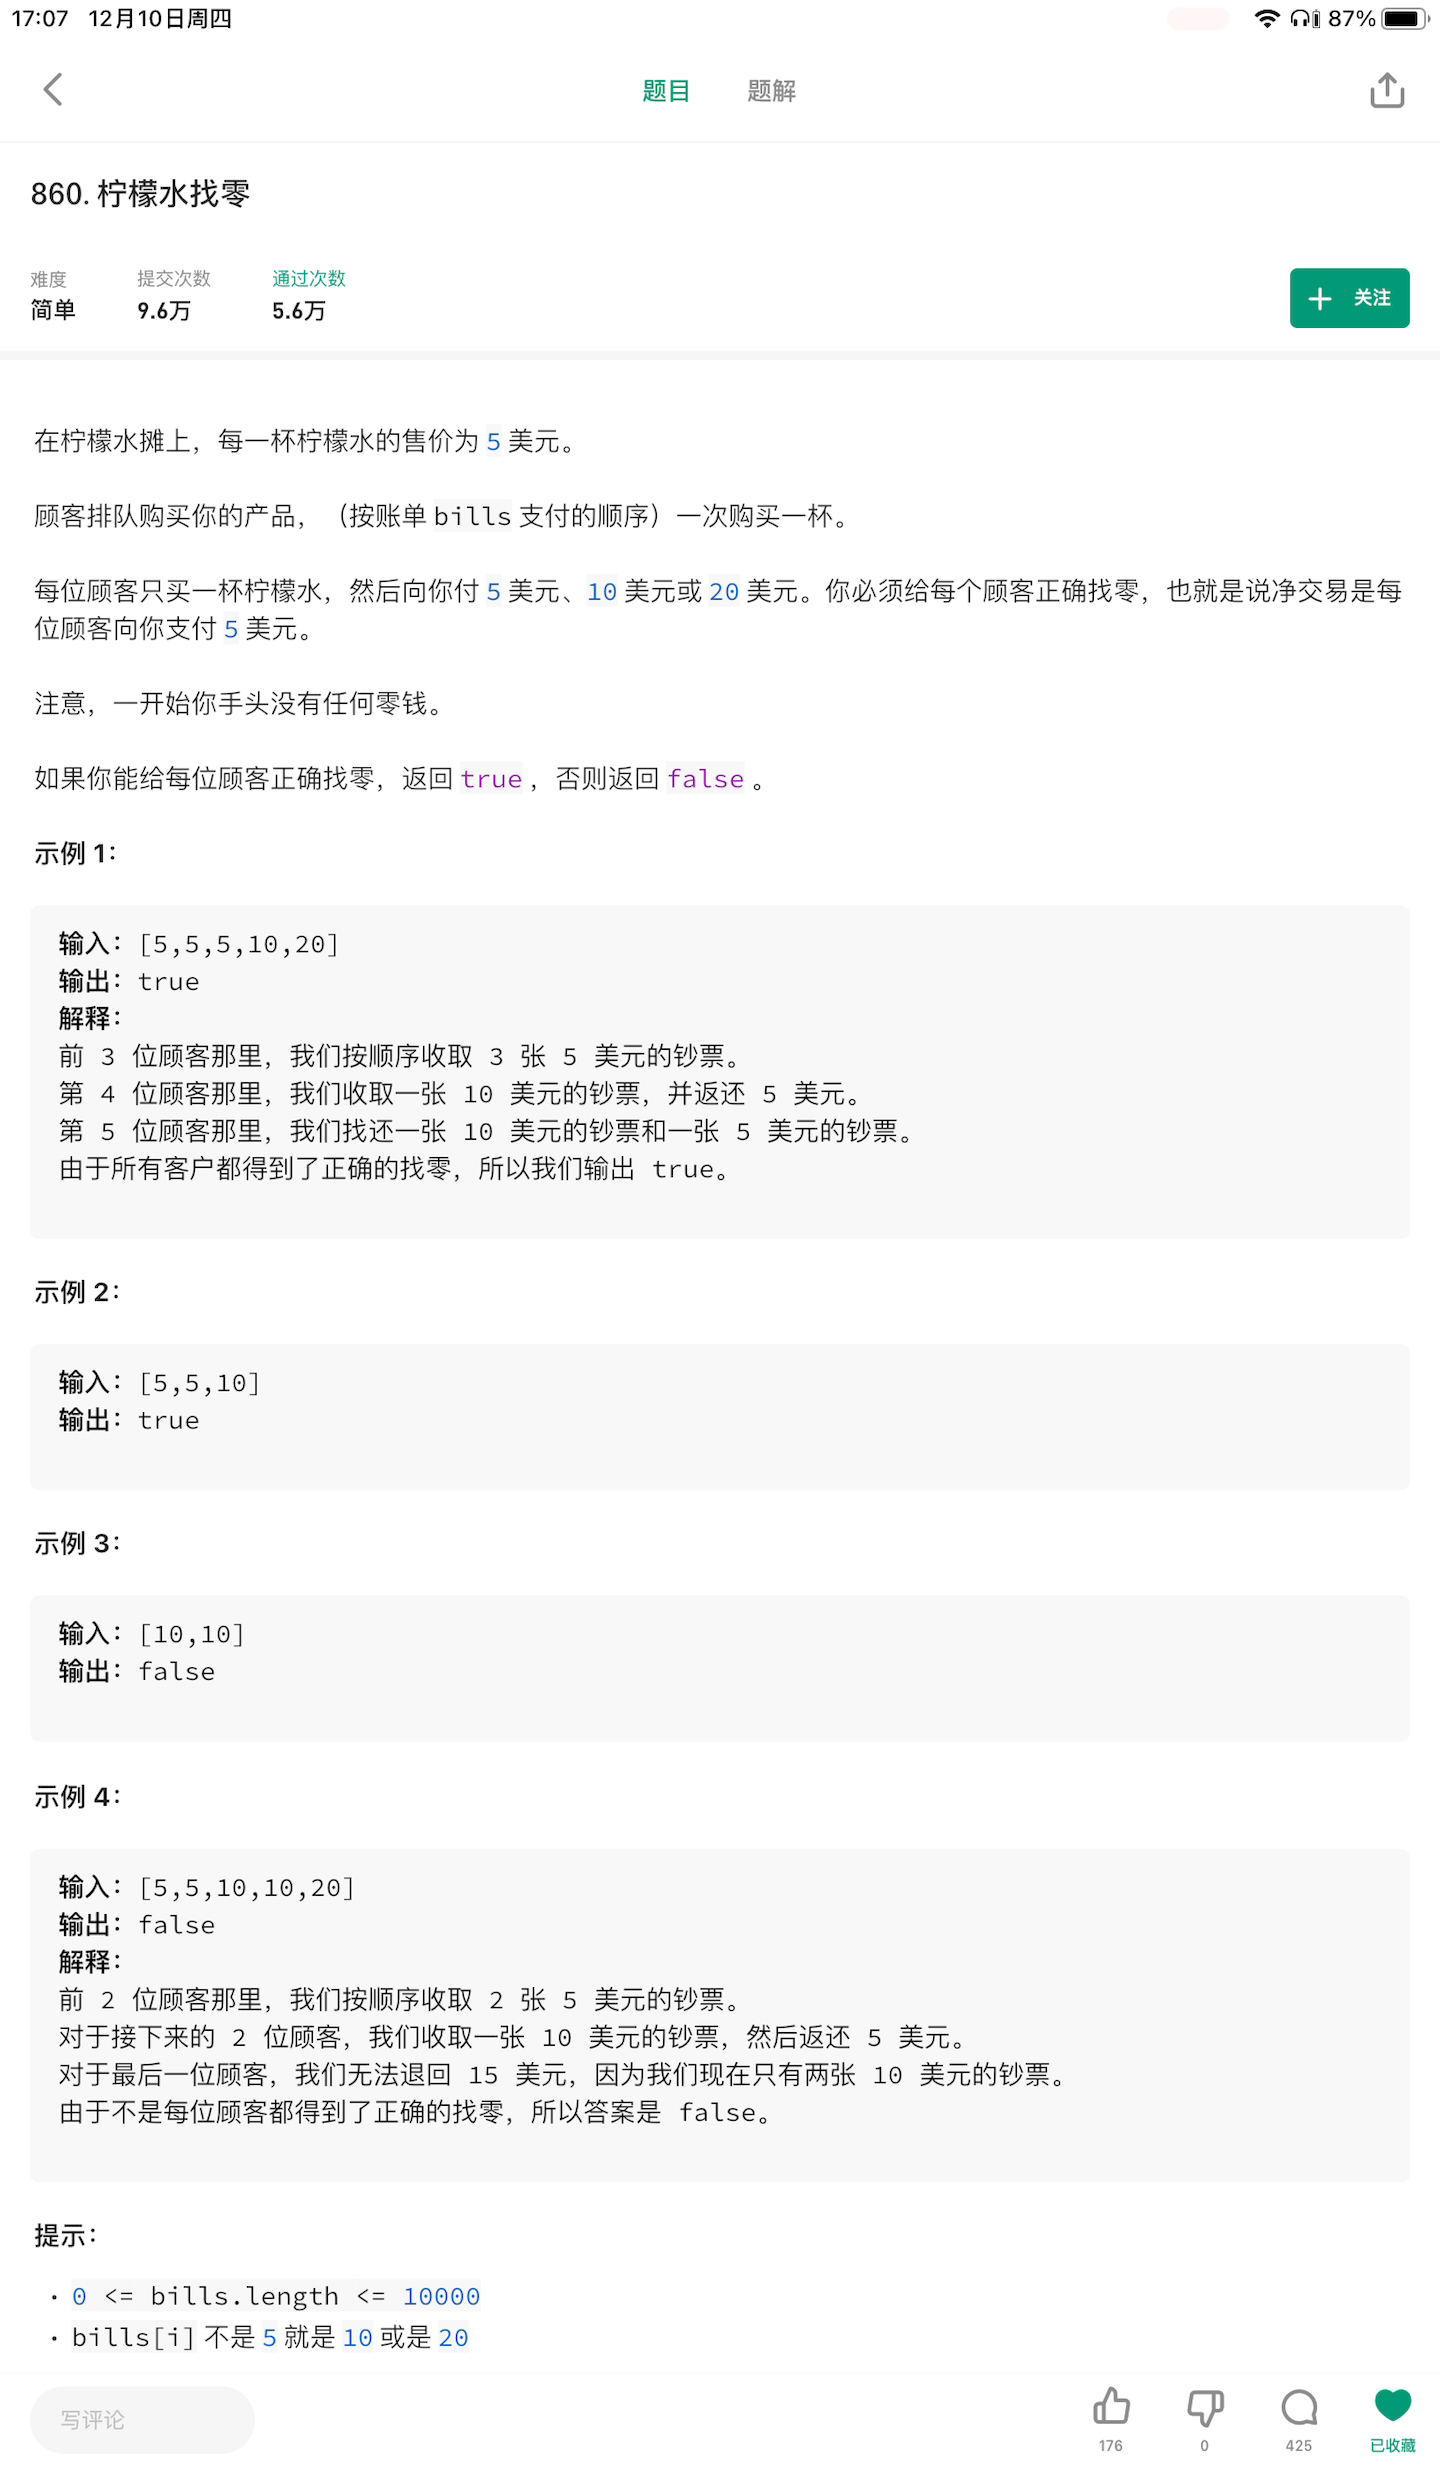 17:07 12月10日周四 87%
题目 题解
860. 柠檬水找零
难度 提交次数 通过次数
简单 9.6万 5.6万
关注
在柠檬水摊上，每一杯柠檬水的售价为 5 美元。
顾客排队购买你的产品，（按账单 bills 支付的顺序）一次购买一杯。
每位顾客只买一杯柠檬水，然后向你付 5 美元、10 美元或 20 美元。你必须给每个顾客正确找零，也就是说净交易是每
位顾客向你支付 5 美元。
注意，一开始你手头没有任何零钱。
如果你能给每位顾客正确找零，返回 true ，否则返回 false 。
示例 1：
输入：[5,5,5,10,20]
输出：true
解释：
前 3 位顾客那里，我们按顺序收取 3 张 5 美元的钞票。
第 4 位顾客那里，我们收取一张 10 美元的钞票，并返还 5 美元。
第 5 位顾客那里，我们找还一张 10 美元的钞票和一张 5 美元的钞票。
由于所有客户都得到了正确的找零，所以我们输出 true。
示例 2：
输入：[5,5,10]
输出：true
示例 3：
输入：[10,10]
输出：false
示例 4：
输入：[5,5,10,10,20]
输出：false
解释：
前 2 位顾客那里，我们按顺序收取 2 张 5 美元的钞票。
对于接下来的 2 位顾客，我们收取一张 10 美元的钞票，然后返还 5 美元。
对于最后一位顾客，我们无法退回 15 美元，因为我们现在只有两张 10 美元的钞票。
由于不是每位顾客都得到了正确的找零，所以答案是 false。
提示：
• 0 <= bills.length <= 10000
• bills[i] 不是 5 就是 10 或是 20
写评论
176 0 425 已收藏